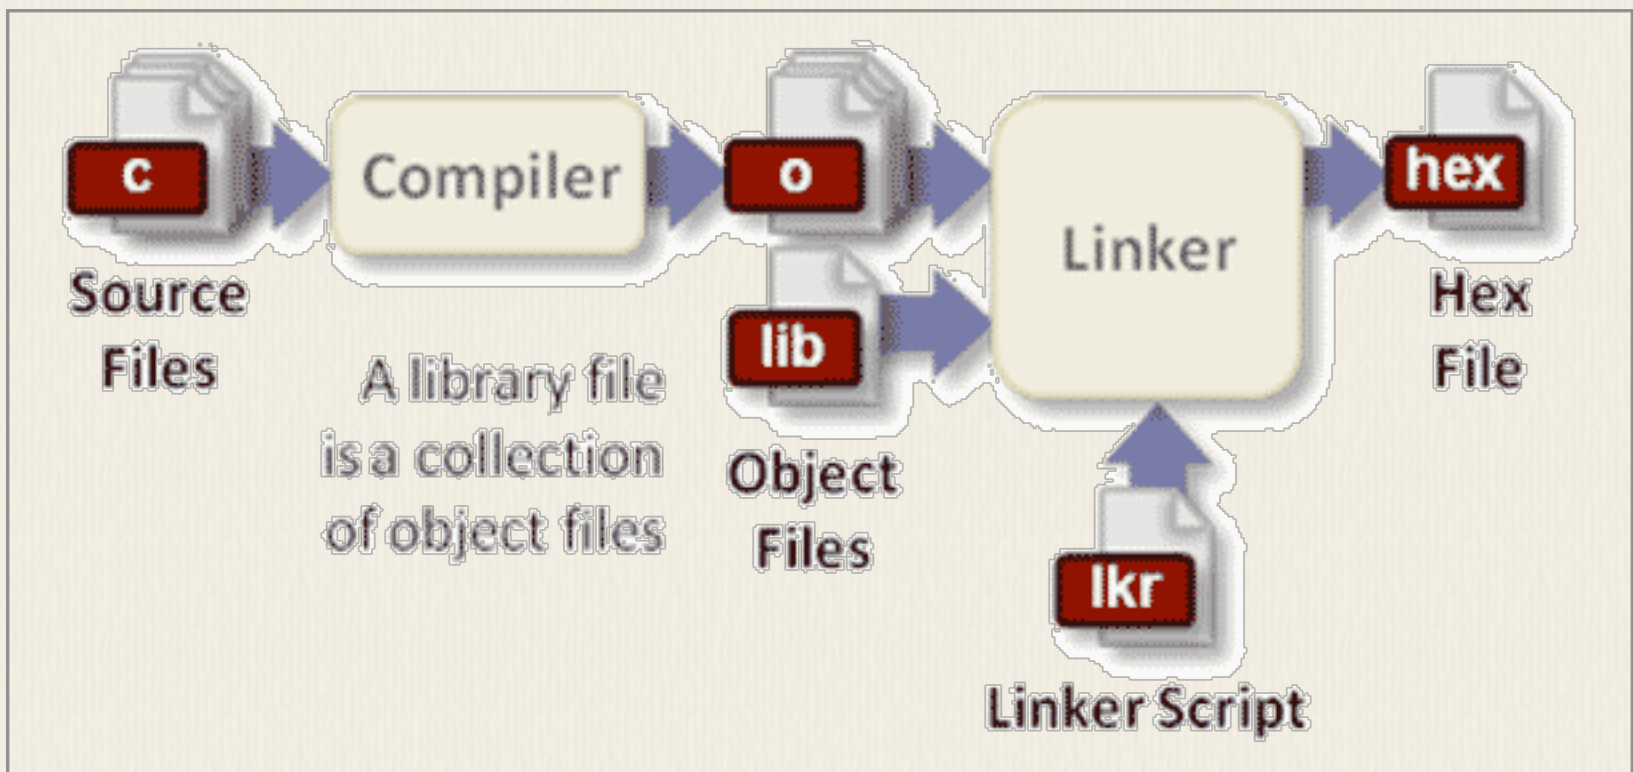 c
Compiler
o
Linker
hex
Source
Files
lib
Hex
File
A library file
is a collection
of object files
Object
Files
lkr
Linker Script